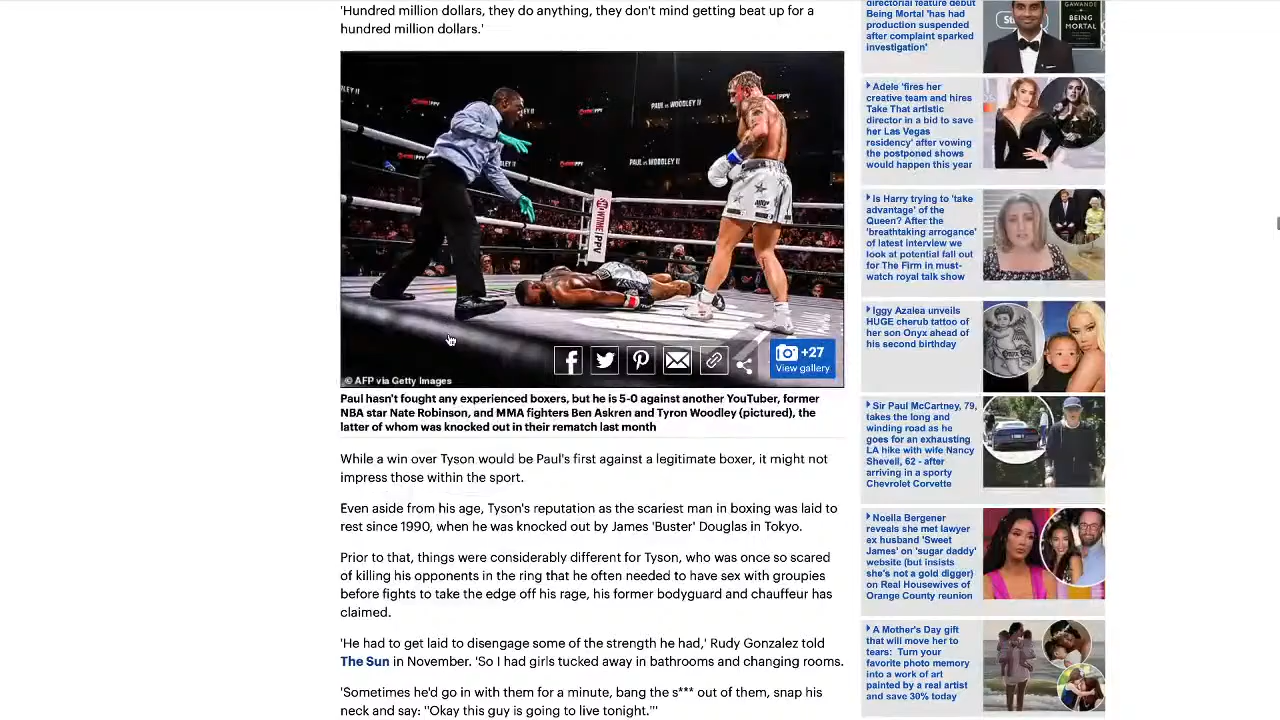 'Hundred million dollars, they do anything, they don't mind getting beat up for a
hundred million dollars.'
PAUL vs WOODLEY II
PAUL vs WOODLEY II
SHOWTIME PPV
+27
View gallery
© AFP via Getty Images
Paul hasn't fought any experienced boxers, but he is 5-0 against another YouTuber, former
NBA star Nate Robinson, and MMA fighters Ben Askren and Tyron Woodley (pictured), the
latter of whom was knocked out in their rematch last month
While a win over Tyson would be Paul's first against a legitimate boxer, it might not
impress those within the sport.
Even aside from his age, Tyson's reputation as the scariest man in boxing was laid to
rest since 1990, when he was knocked out by James 'Buster' Douglas in Tokyo.
Prior to that, things were considerably different for Tyson, who was once so scared
of killing his opponents in the ring that he often needed to have sex with groupies
before fights to take the edge off his rage, his former bodyguard and chauffeur has
claimed.
'He had to get laid to disengage some of the strength he had,' Rudy Gonzalez told
The Sun in November. 'So I had girls tucked away in bathrooms and changing rooms.
'Sometimes he'd go in with them for a minute, bang the s*** out of them, snap his
neck say: "Okay this guy is going to live tonight."'
directorial feature debut
Being Mortal 'has had
production suspended
after complaint sparked
investigation'
GAWANDE
BEING
MORTAL
Adele 'fires her
creative team and hires
Take That artistic
director in a bid to save
her Las Vegas
residency' after vowing
the postponed shows
would happen this year
Is Harry trying to 'take
advantage' of the
Queen? After the
'breathtaking arrogance'
of latest interview we
look at potential fall out
for The Firm in must-
watch royal talk show
Iggy Azalea unveils
HUGE cherub tattoo of
her son Onyx ahead of
his second birthday
Sir Paul McCartney, 79,
takes the long and
winding road as he
goes for an exhausting
LA hike with wife Nancy
Shevell, 62 - after
arriving in a sporty
Chevrolet Corvette
Noella Bergener
reveals she met lawyer
ex husband 'Sweet
James' on 'sugar daddy'
website (but insists
she's not a gold digger)
on Real Housewives of
Orange County reunion
A Mother's Day gift
that will move her to
tears: Turn your
favorite photo memory
into a work of art
painted by a real artist
and save 30% today